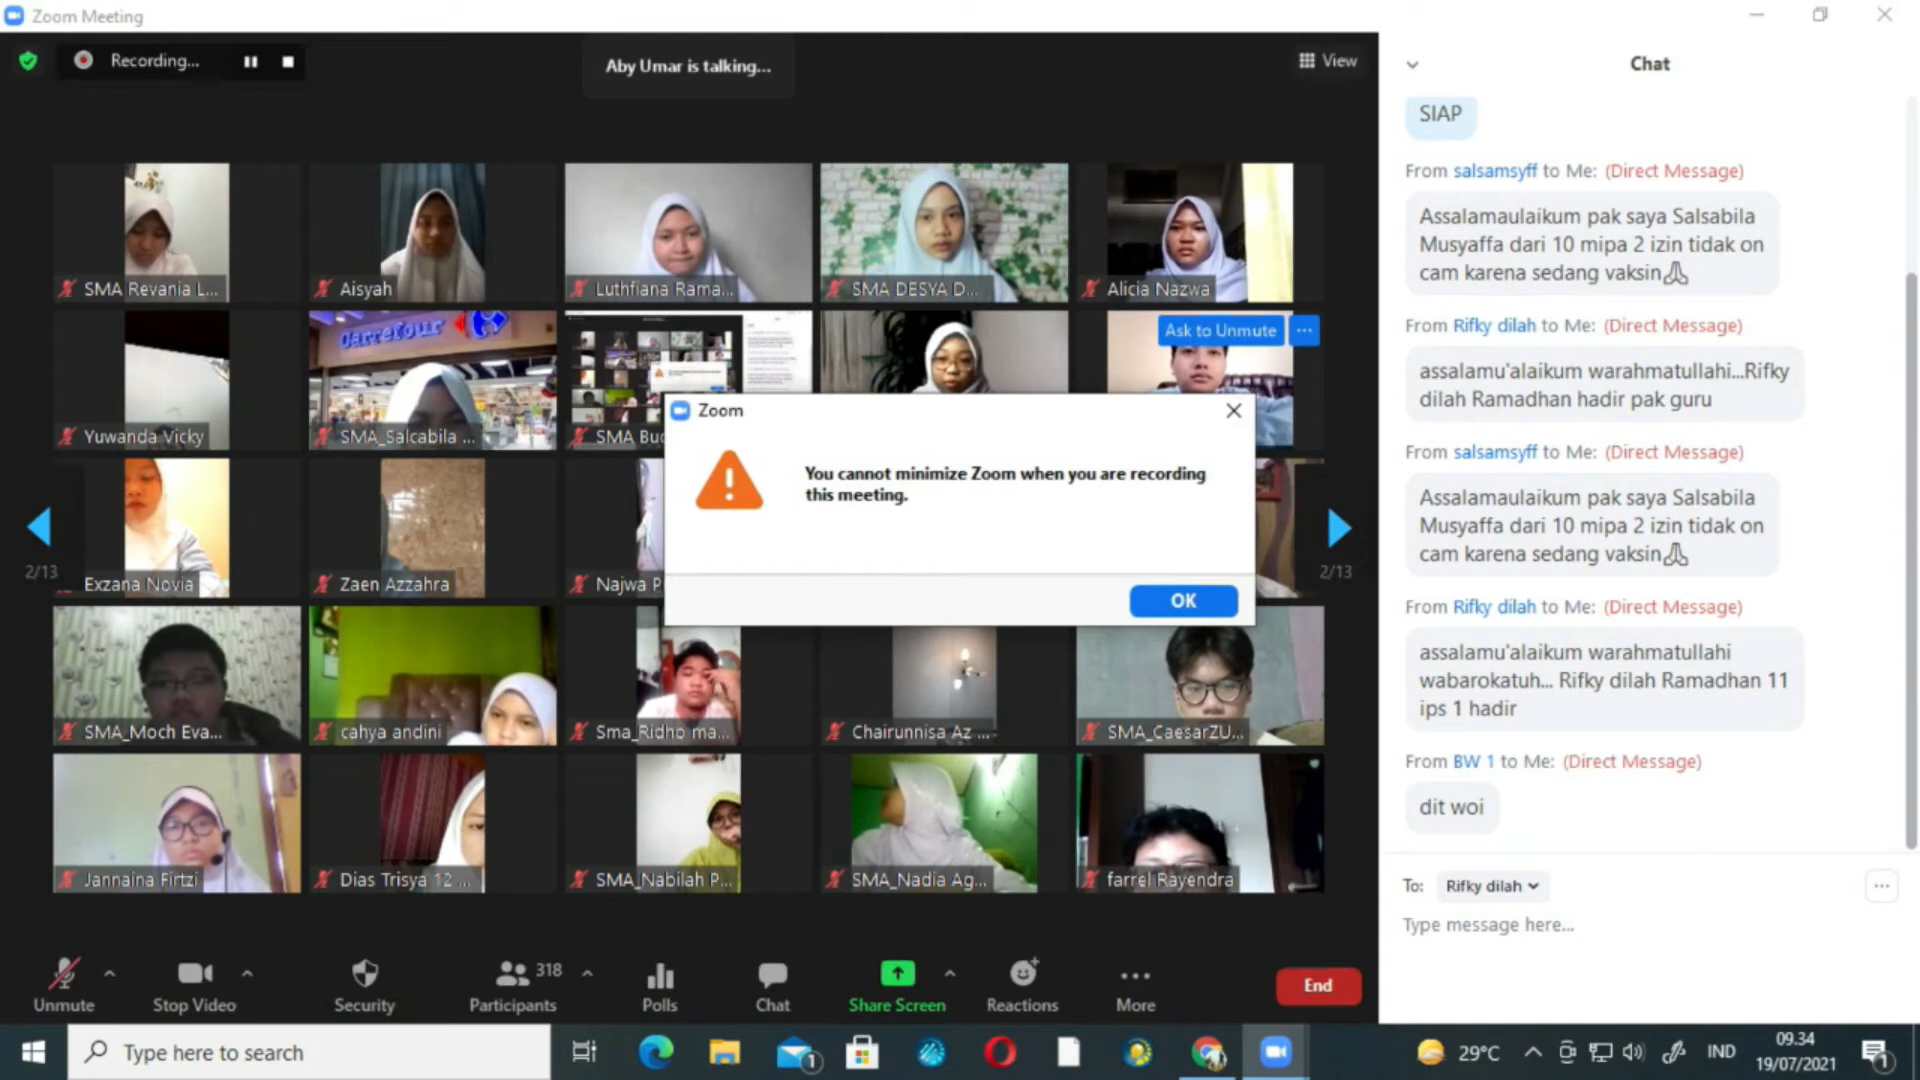 Zoom Meeting
Recording...
Aby Umar is talking...
View
SMA Revania L...
Aisyah
Luthfiana Rama...
SMA DESYA D...
Alicia Nazwa
Yuwanda Vicky
Carrefour
SMA_Salcabila ...
SMA Buc
Ask to Unmute
...
Exzana Novia
Zaen Azzahra
Najwa P
2/13
2/13
Zoom
You cannot minimize Zoom when you are recording
this meeting.
OK
SMA_Moch Eva...
cahya andini
Sma_Ridho ma...
Chairunnisa Az ...
SMA_CaesarZU...
Jannaina Firtzi
Dias Trisya 12 ...
SMA_Nabilah P...
SMA_Nadia Ag...
farrel Rayendra
Unmute
Stop Video
Security
Participants
318
Polls
Chat
Share Screen
Reactions
More
End
Chat
SIAP
From salsamsyff to Me: (Direct Message)
Assalamaulaikum pak saya Salsabila
Musyaffa dari 10 mipa 2 izin tidak on
cam karena sedang vaksin🙏
From Rifky dilah to Me: (Direct Message)
assalamu'alaikum warahmatullahi...Rifky
dilah Ramadhan hadir pak guru
From salsamsyff to Me: (Direct Message)
Assalamaulaikum pak saya Salsabila
Musyaffa dari 10 mipa 2 izin tidak on
cam karena sedang vaksin🙏
From Rifky dilah to Me: (Direct Message)
assalamu'alaikum warahmatullahi
wabarokatuh... Rifky dilah Ramadhan 11
ips 1 hadir
From BW 1 to Me: (Direct Message)
dit woi
To: Rifky dilah
Type message here...
Type here to search
1
29°C
IND
09.34
19/07/2021
1